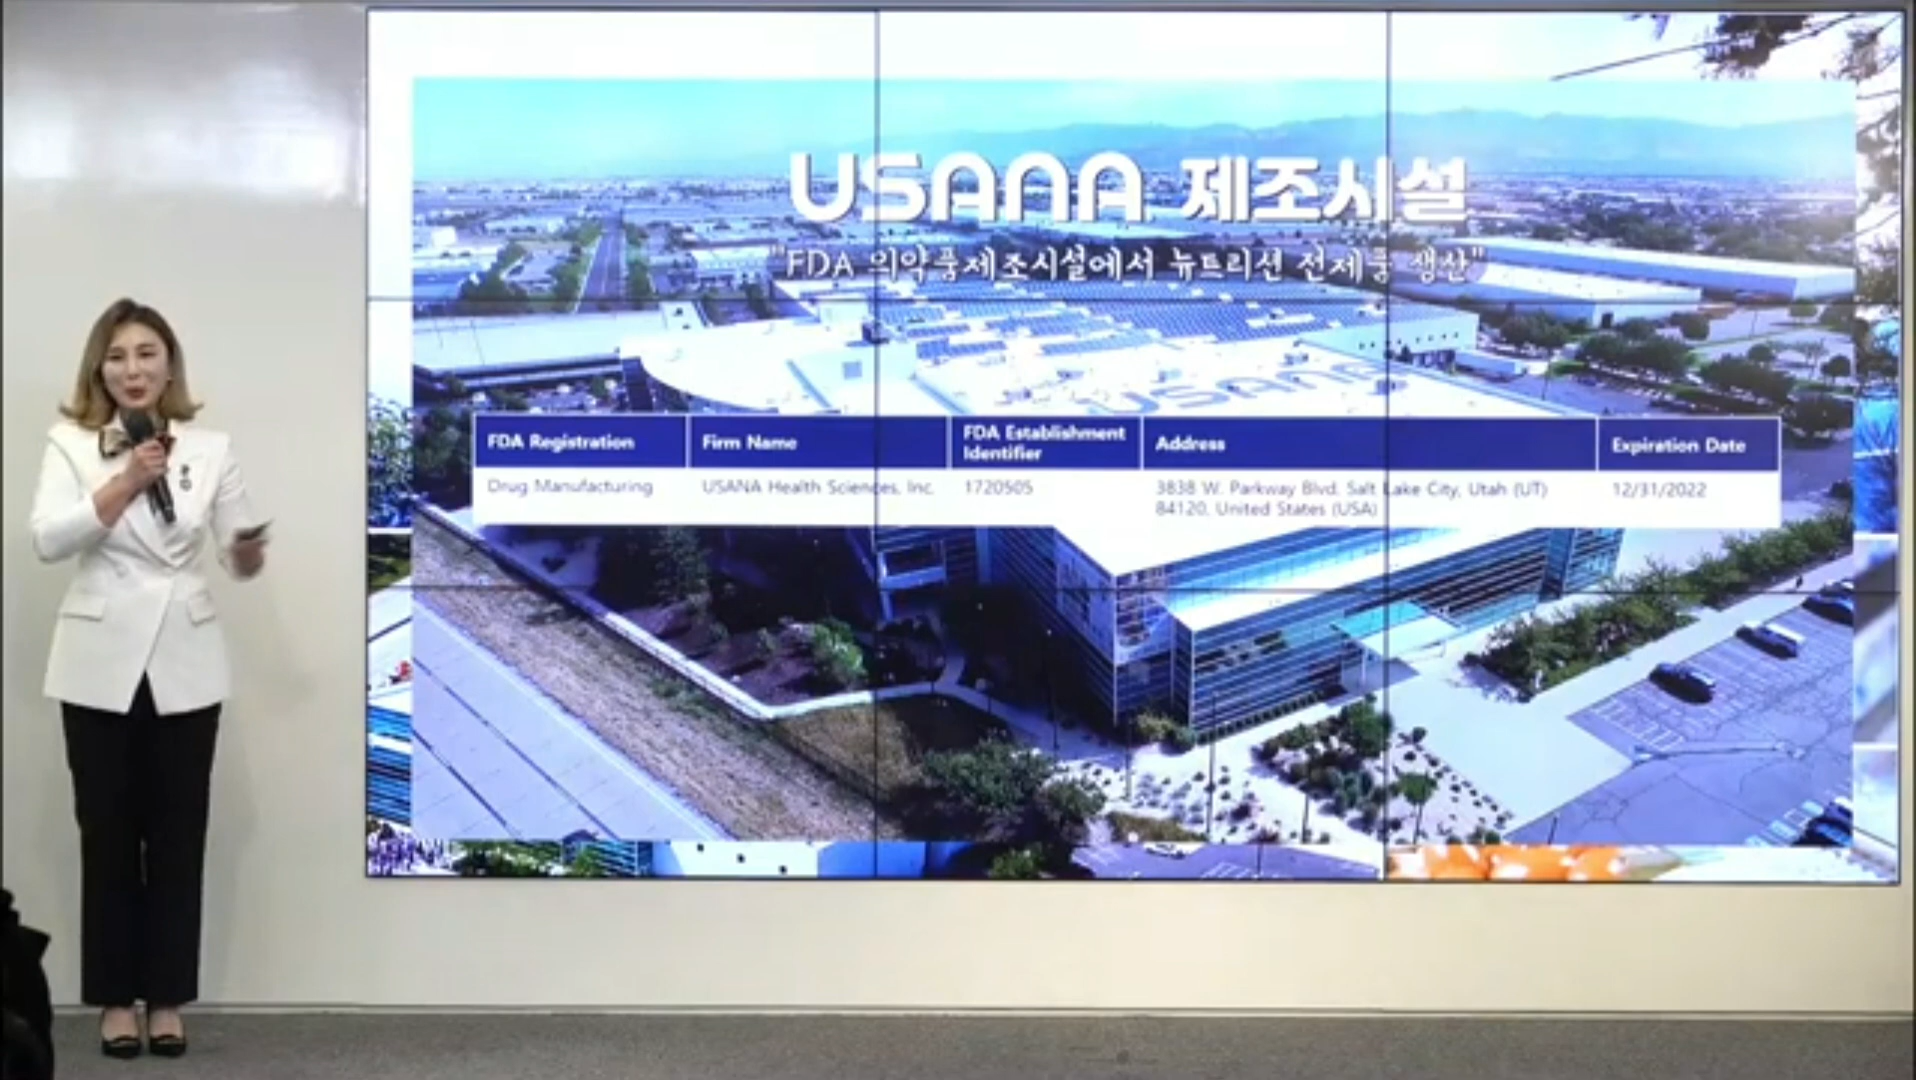 USANA 제조시설
"FDA 의약품제조시설에서 뉴트리션 전제품 생산"
USANA
FDA Registration
Firm Name
FDA Establishment
Identifier
Address
Expiration Date
Drug Manufacturing
USANA Health Sciences, Inc.
1720505
3838 W. Parkway Blvd. Salt Lake City, Utah (UT)
84120, United States (USA)
12/31/2022